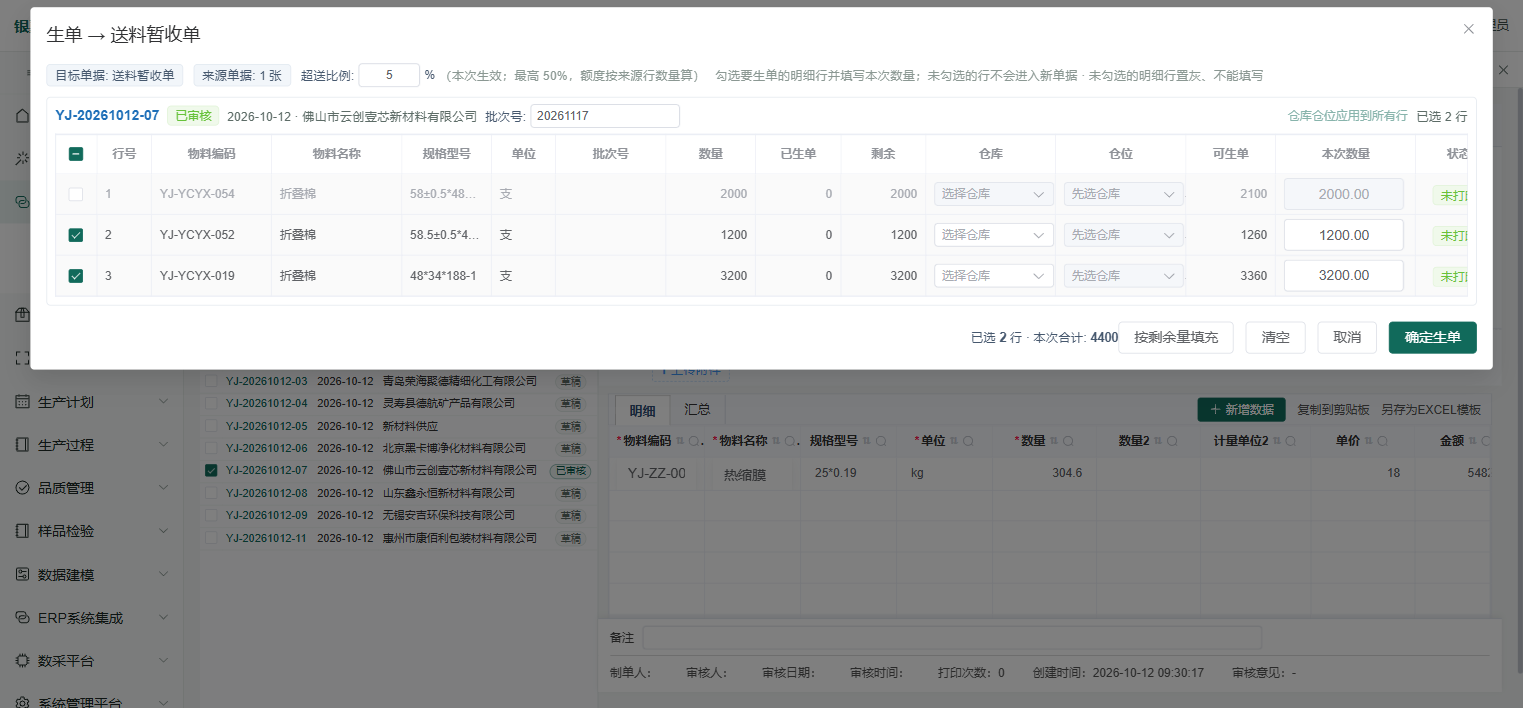 生单 → 送料暂收单
目标单据: 送料暂收单 来源单据: 1 张 超送比例: 5 % (本次生效；最高 50%，额度按来源行数量算) 勾选要生单的明细行并填写本次数量；未勾选的行不会进入新单据 · 未勾选的明细行置灰、不能填写
YJ-20261012-07 已审核 2026-10-12 · 佛山市云创壹芯新材料有限公司 批次号: 20261117 仓库仓位应用到所有行 已选 2 行
行号 物料编码 物料名称 规格型号 单位 批次号 数量 已生单 剩余 仓库 仓位 可生单 本次数量 状态
1 YJ-YCYX-054 折叠棉 58±0.5*48... 支 2000 0 2000 选择仓库 先选仓库 2100 2000.00 未打
2 YJ-YCYX-052 折叠棉 58.5±0.5*4... 支 1200 0 1200 选择仓库 先选仓库 1260 1200.00 未打
3 YJ-YCYX-019 折叠棉 48*34*188-1 支 3200 0 3200 选择仓库 先选仓库 3360 3200.00 未打
已选 2 行 · 本次合计: 4400 按剩余量填充 清空 取消 确定生单
生产计划
生产过程
品质管理
样品检验
数据建模
ERP系统集成
数采平台
系统管理平台
YJ-20261012-03 2026-10-12 青岛荣海聚德精细化工有限公司 草稿
YJ-20261012-04 2026-10-12 灵寿县德航矿产品有限公司 草稿
YJ-20261012-05 2026-10-12 新材料供应 草稿
YJ-20261012-06 2026-10-12 北京黑卡博净化材料有限公司 草稿
YJ-20261012-07 2026-10-12 佛山市云创壹芯新材料有限公司 已审核
YJ-20261012-08 2026-10-12 山东鑫永恒新材料有限公司 草稿
YJ-20261012-09 2026-10-12 无锡安吉环保科技有限公司 草稿
YJ-20261012-11 2026-10-12 惠州市康佰利包装材料有限公司 草稿
明细 汇总 + 新增数据 复制到剪贴板 另存为EXCEL模板
*物料编码 *物料名称 规格型号 *单位 *数量 数量2 计量单位2 单价 金额
YJ-ZZ-00 热缩膜 25*0.19 kg 304.6 18 548
备注
制单人: 审核人: 审核日期: 审核时间: 打印次数: 0 创建时间: 2026-10-12 09:30:17 审核意见: -